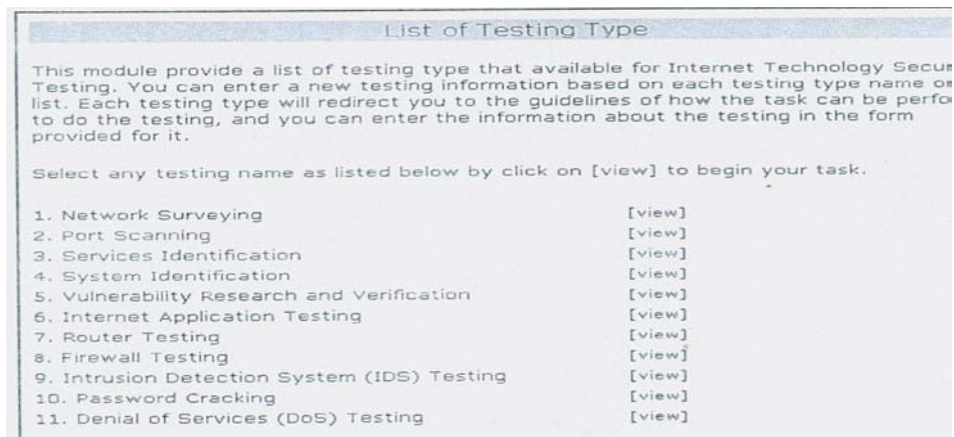 List of Testing Type
This module provide a list of testing type that available for Internet Technology Secur
Testing. You can enter a new testing information based on each testing type name on
list. Each testing type will redirect you to the guidelines of how the task can be perfo
to do the testing, and you can enter the information about the testing in the form
provided for it.
Select any testing name as listed below by click on [view] to begin your task.
1. Network Surveying [view]
2. Port Scanning [view]
3. Services Identification [view]
4. System Identification [view]
5. Vulnerability Research and Verification [view]
6. Internet Application Testing [view]
7. Router Testing [view]
8. Firewall Testing [view]
9. Intrusion Detection System (IDS) Testing [view]
10. Password Cracking [view]
11. Denial of Services (DoS) Testing [view]